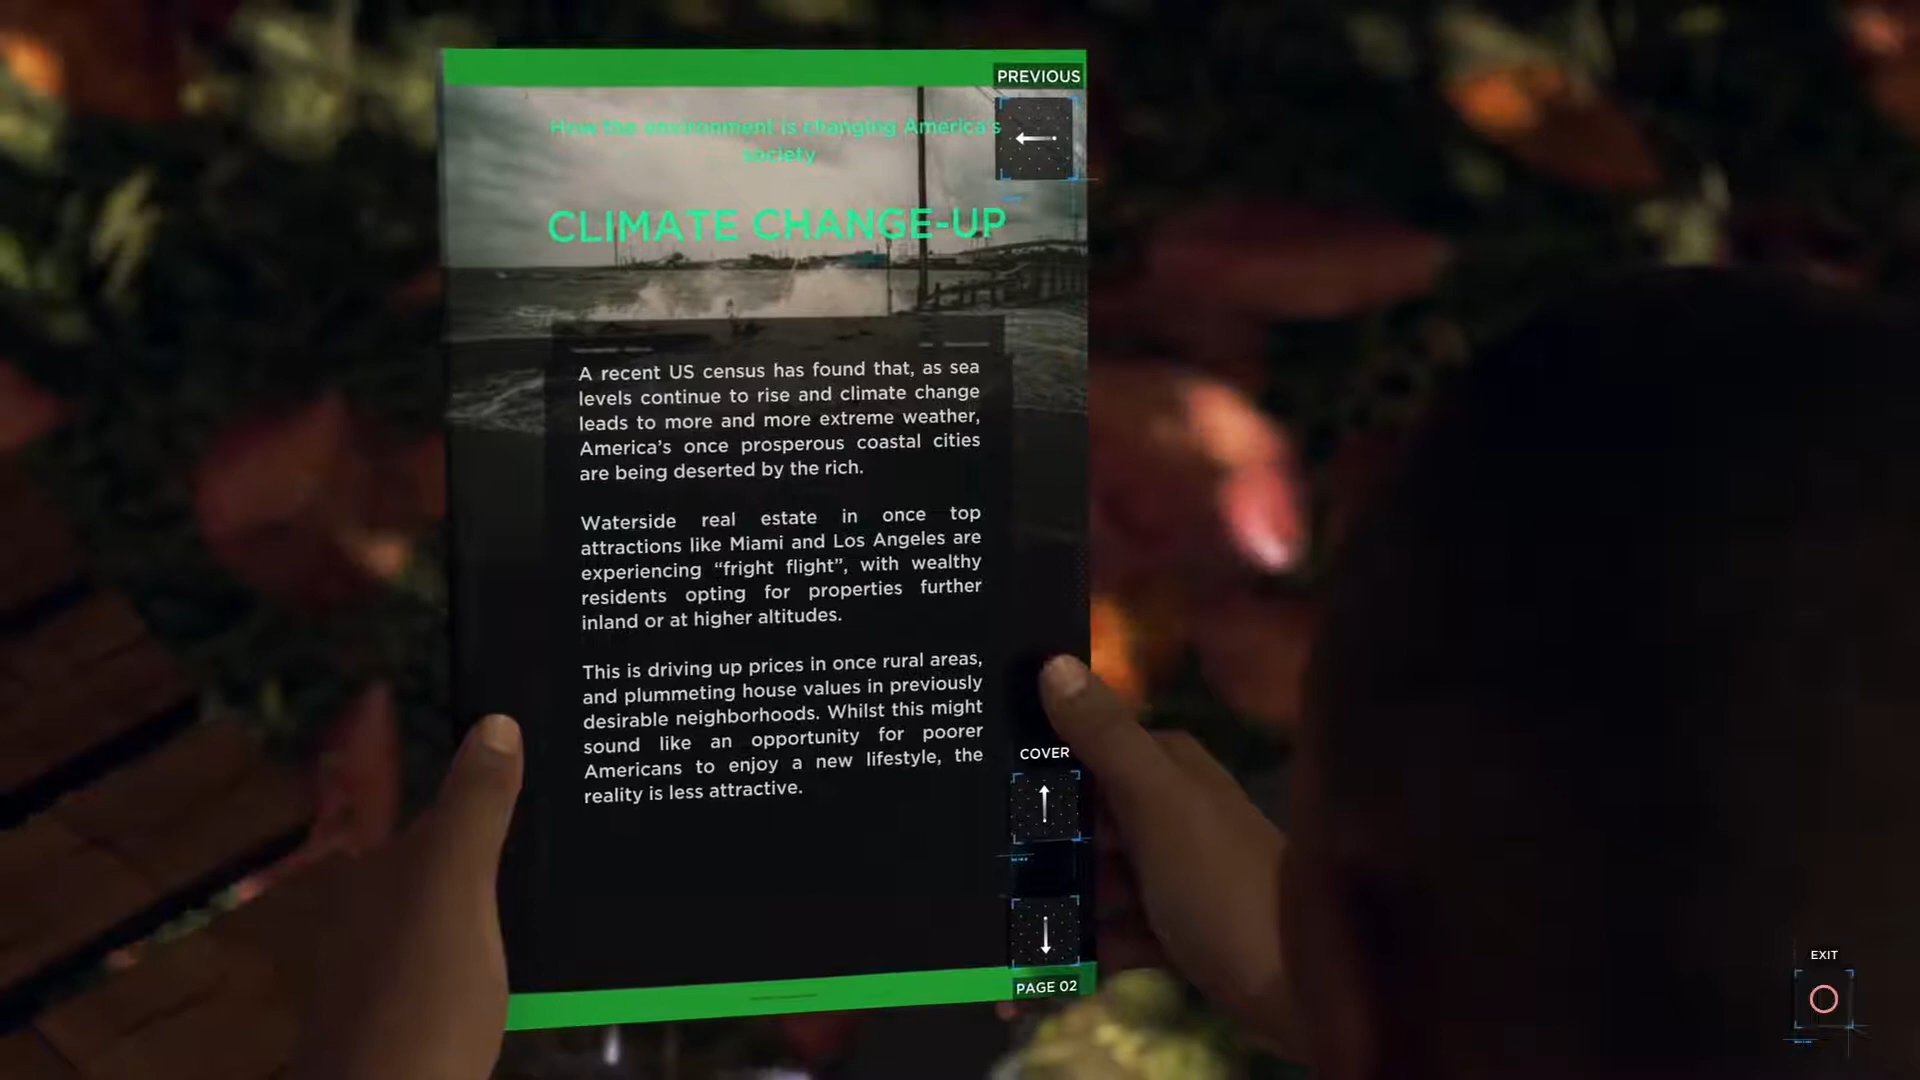 PREVIOUS
How the environment is changing America's
society
CLIMATE CHANGE-UP
A recent US census has found that, as sea
levels continue to rise and climate change
leads to more and more extreme weather,
America's once prosperous coastal cities
are being deserted by the rich.
Waterside real estate in once top
attractions like Miami and Los Angeles are
experiencing “fright flight”, with wealthy
residents opting for properties further
inland or at higher altitudes.
This is driving up prices in once rural areas,
and plummeting house values in previously
desirable neighborhoods. Whilst this might
sound like an opportunity for poorer
Americans to enjoy a new lifestyle, the
reality is less attractive.
COVER
PAGE 02
EXIT